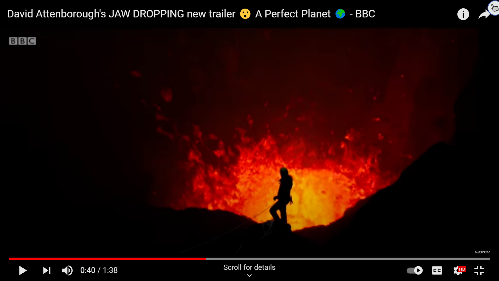 David Attenborough's JAW DROPPING new trailer 😮 A Perfect Planet 🌍 - BBC
BBC
0:40 / 1:38
Scroll for details